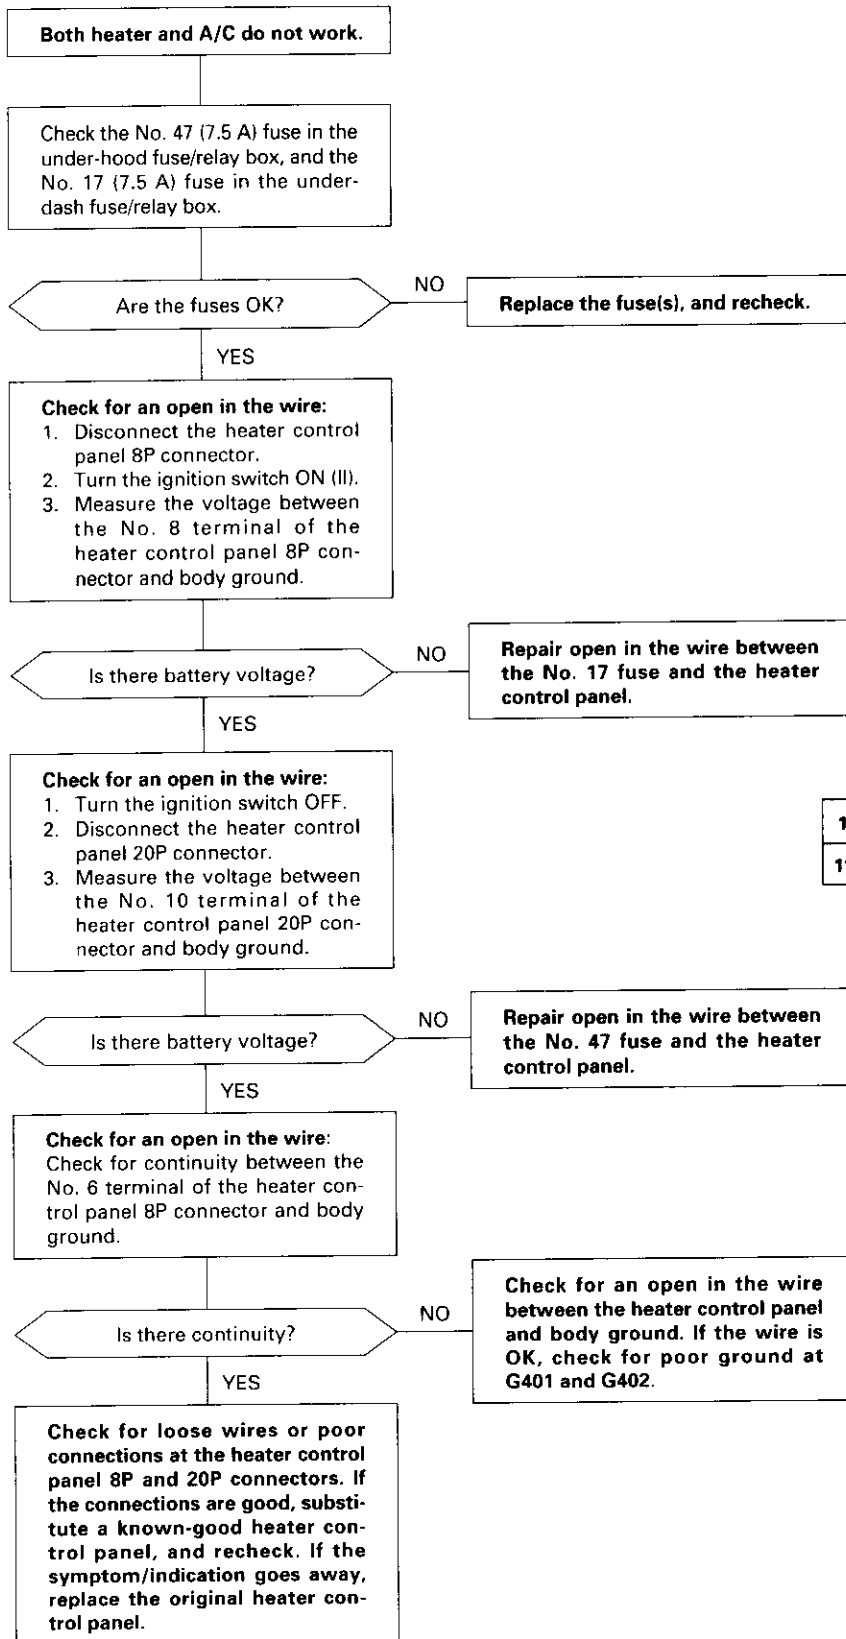 Both heater and A/C do not work.
Check the No. 47 (7.5 A) fuse in the
under-hood fuse/relay box, and the
No. 17 (7.5 A) fuse in the under-
dash fuse/relay box.
Are the fuses OK?
NO
Replace the fuse(s), and recheck.
YES
Check for an open in the wire:
1. Disconnect the heater control
panel 8P connector.
2. Turn the ignition switch ON (II).
3. Measure the voltage between
the No. 8 terminal of the
heater control panel 8P con-
nector and body ground.
Is there battery voltage?
NO
Repair open in the wire between
the No. 17 fuse and the heater
control panel.
YES
Check for an open in the wire:
1. Turn the ignition switch OFF.
2. Disconnect the heater control
panel 20P connector.
3. Measure the voltage between
the No. 10 terminal of the
heater control panel 20P con-
nector and body ground.
1
Is there battery voltage?
NO
Repair open in the wire between
the No. 47 fuse and the heater
control panel.
YES
Check for an open in the wire:
Check for continuity between the
No. 6 terminal of the heater con-
trol panel 8P connector and body
ground.
Is there continuity?
NO
Check for an open in the wire
between the heater control panel
and body ground. If the wire is
OK, check for poor ground at
G401 and G402.
YES
Check for loose wires or poor
connections at the heater control
panel 8P and 20P connectors. If
the connections are good, substi-
tute a known-good heater con-
trol panel, and recheck. If the
symptom/indication goes away,
replace the original heater con-
trol panel.